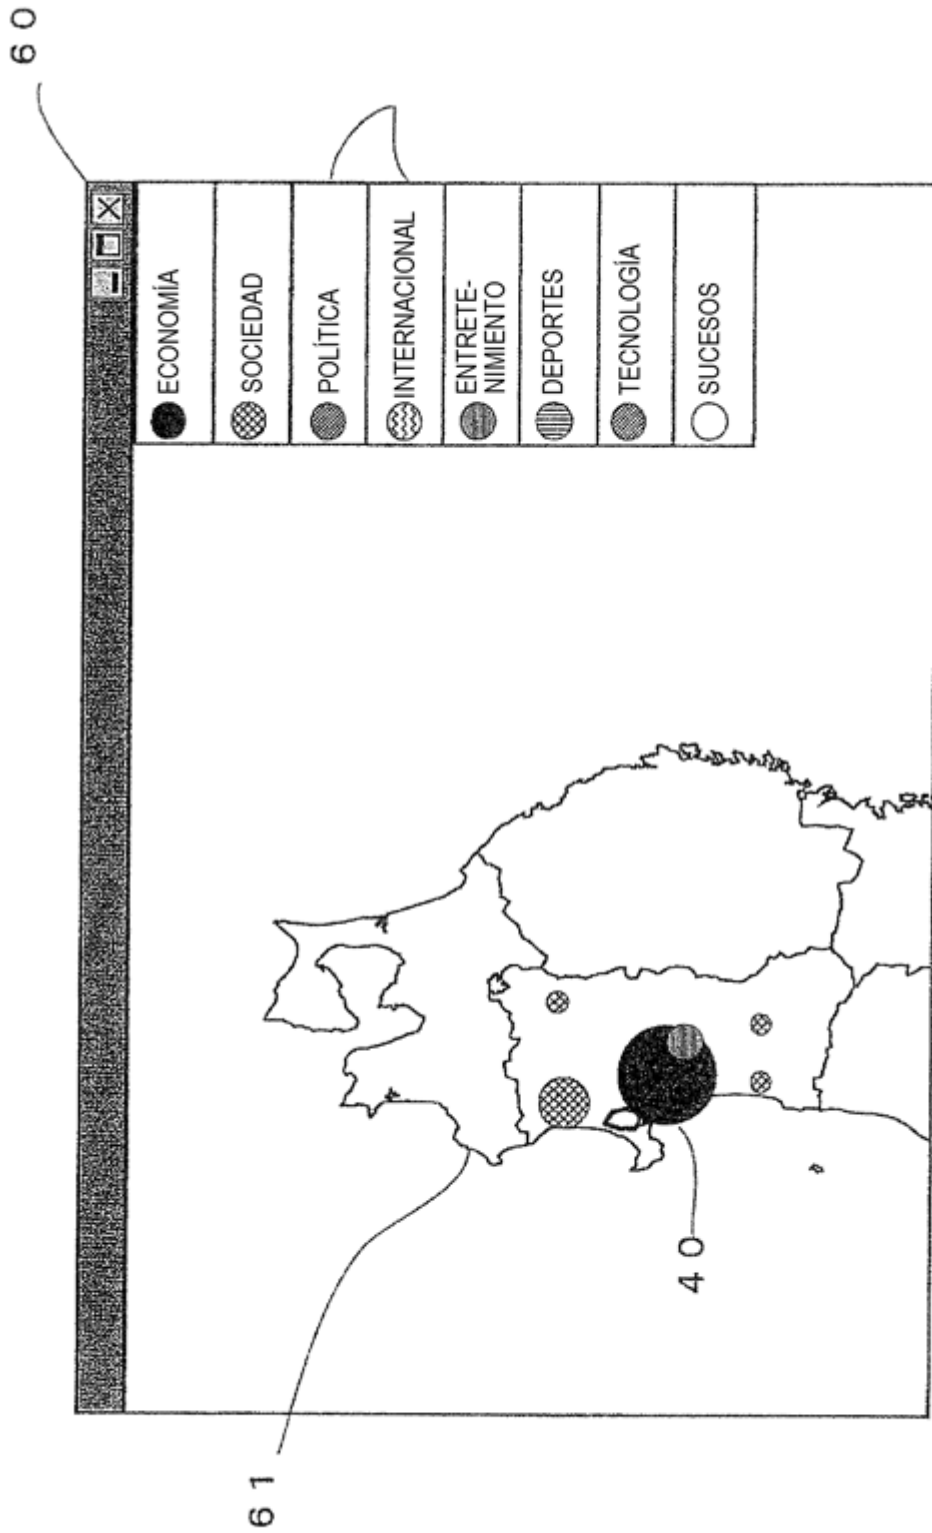 60
ECONOMÍA
SOCIEDAD
POLÍTICA
INTERNACIONAL
ENTRETE-
NIMIENTO
DEPORTES
TECNOLOGÍA
SUCESOS
61
40